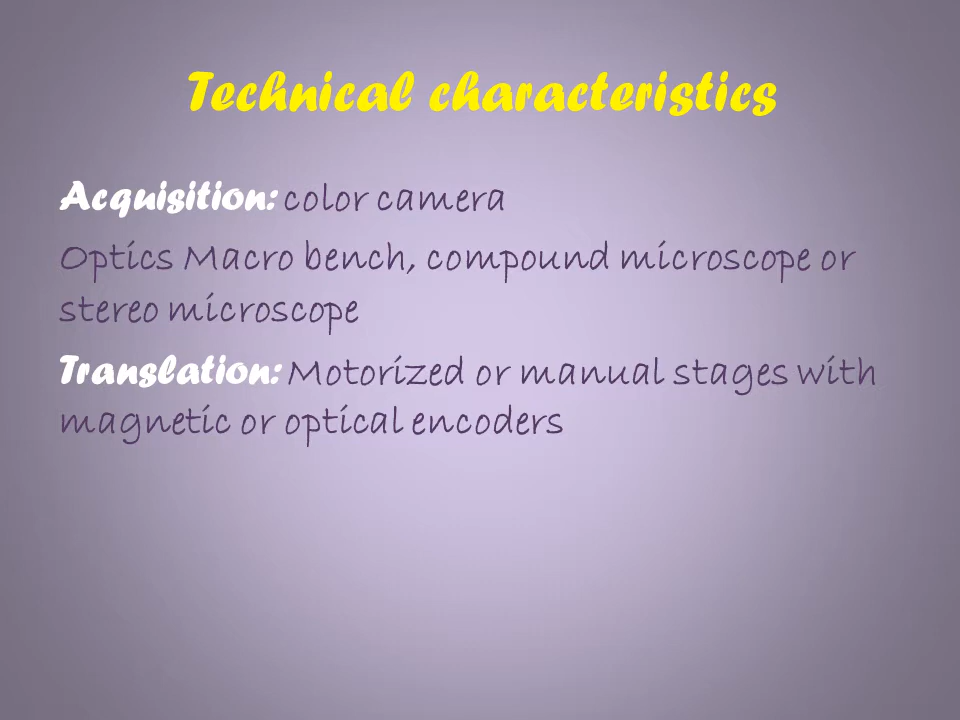 Technical characteristics
Acquisition: color camera
Optics Macro bench, compound microscope or
stereo microscope
Translation: Motorized or manual stages with
magnetic or optical encoders